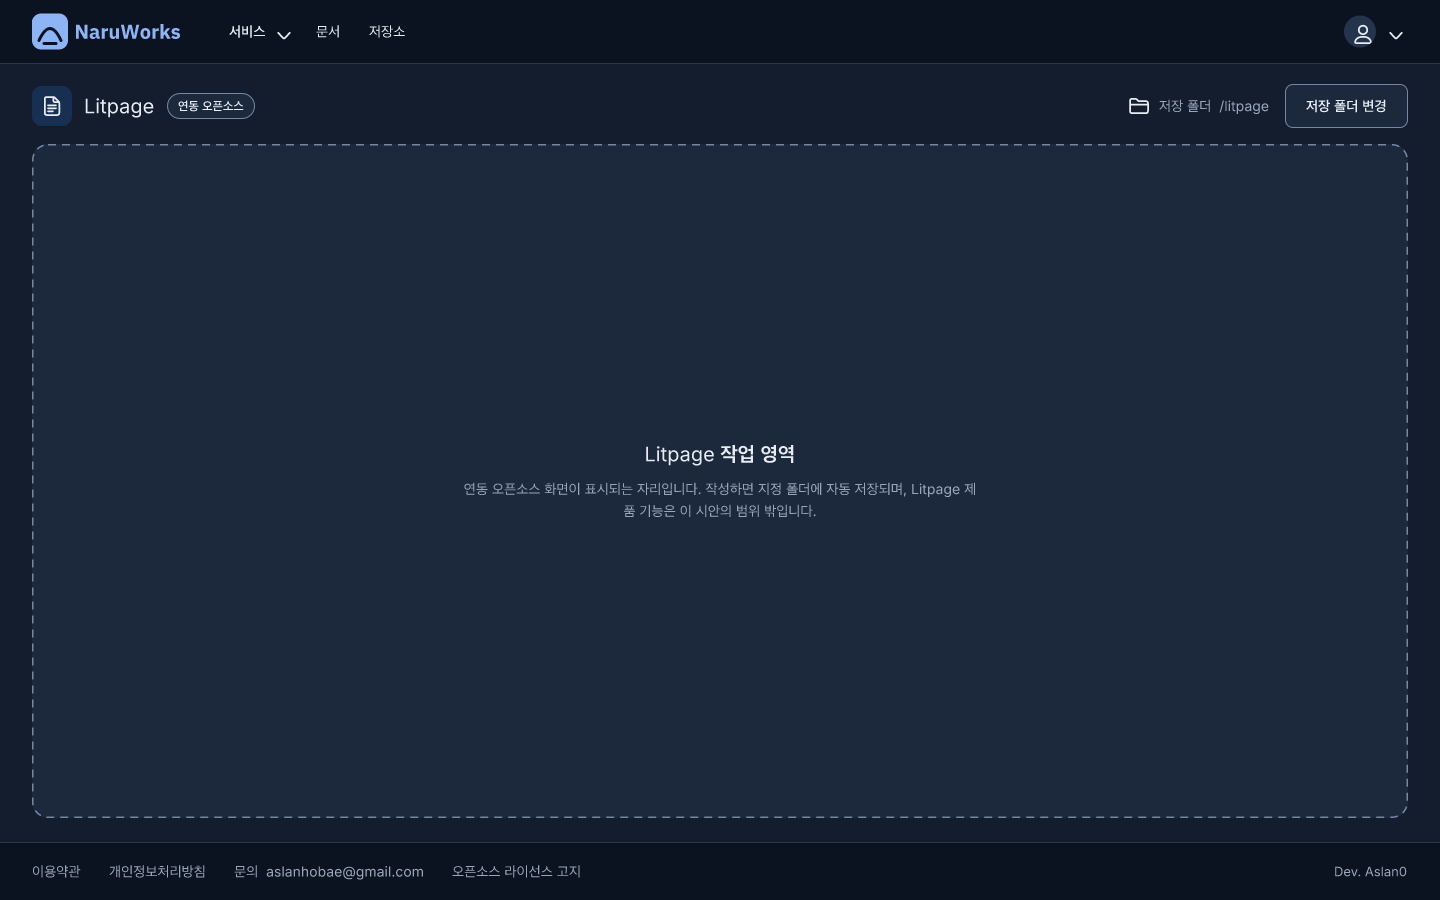 NaruWorks 서비스 문서 저장소
Litpage 연동 오픈소스 저장 폴더 /litpage 저장 폴더 변경
Litpage 작업 영역
연동 오픈소스 화면이 표시되는 자리입니다. 작성하면 지정 폴더에 자동 저장되며, Litpage 제
품 기능은 이 시안의 범위 밖입니다.
이용약관 개인정보처리방침 문의 aslanhobae@gmail.com 오픈소스 라이선스 고지 Dev. Aslan0